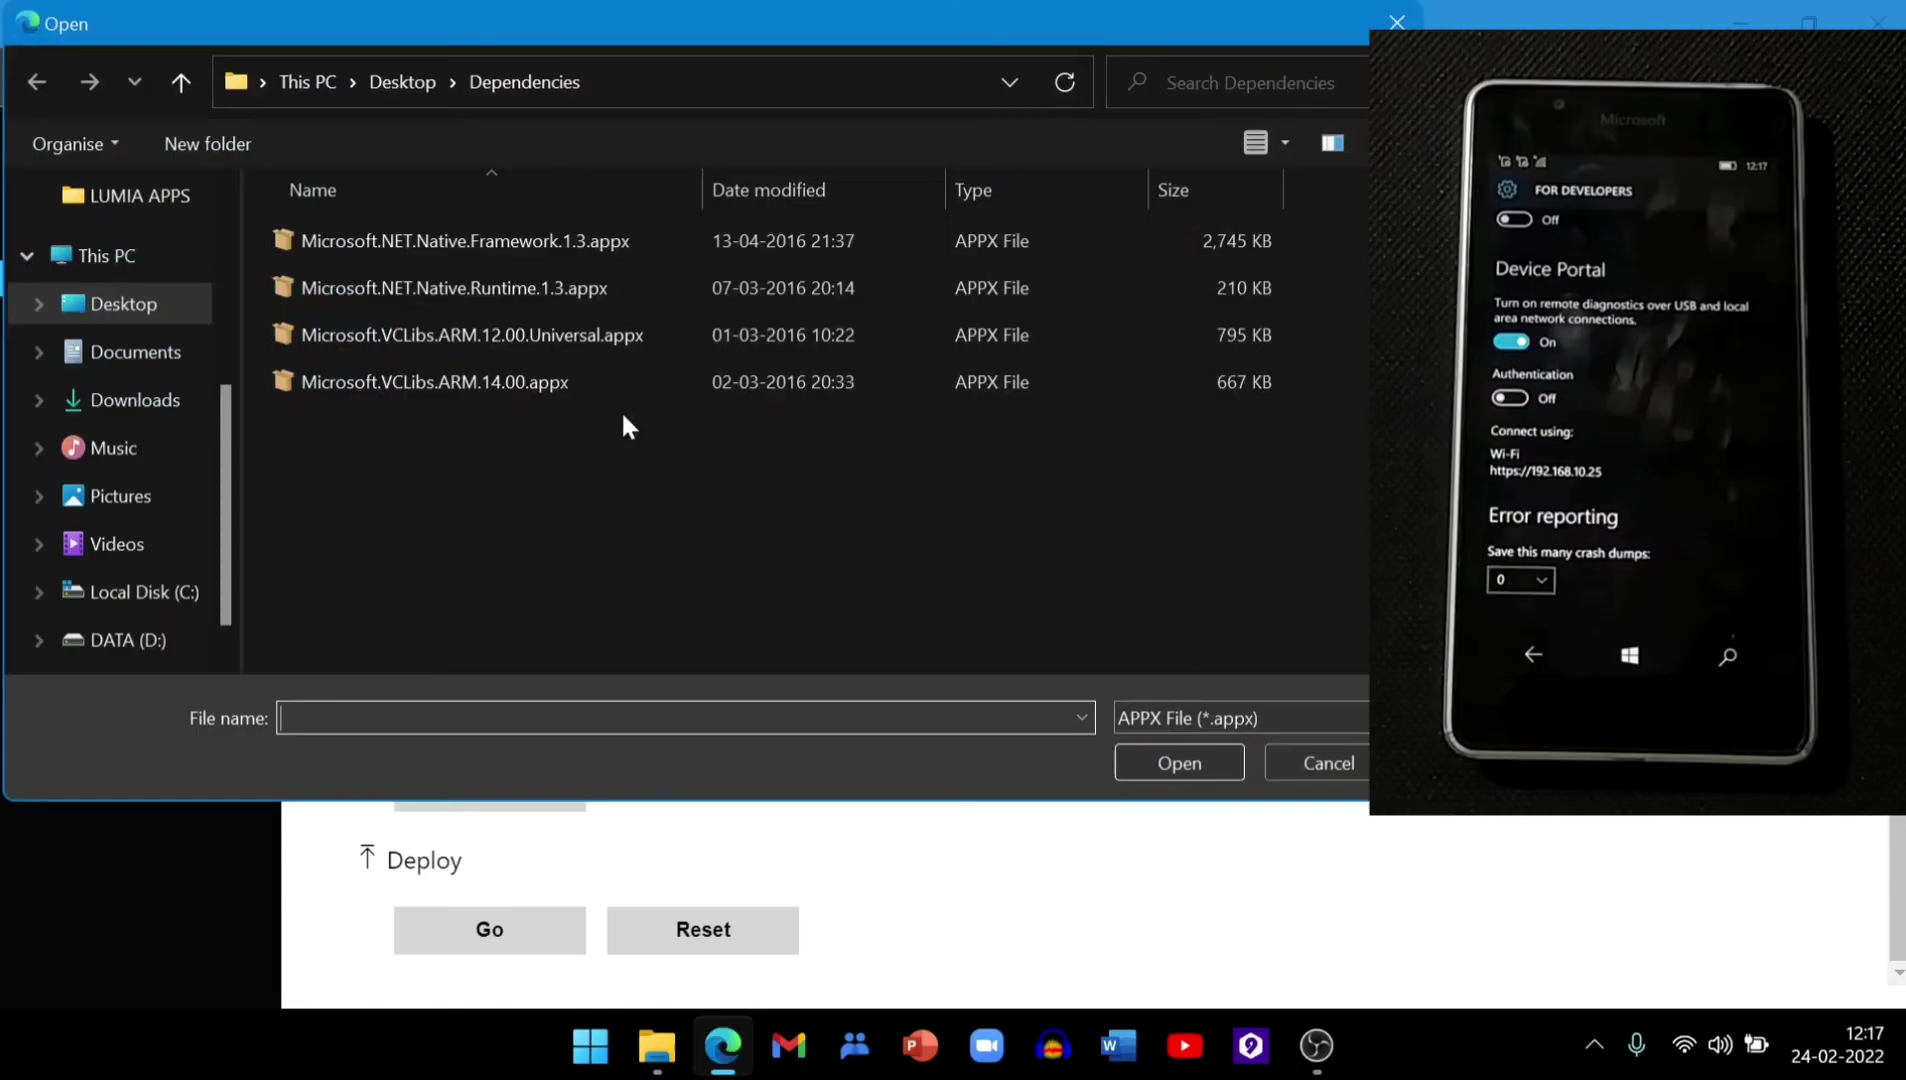 Open
This PC
Desktop
Dependencies
Search Dependencies
Organise
New folder
Name
Date modified
Type
Size
LUMIA APPS
This PC
Desktop
Documents
Downloads
Music
Pictures
Videos
Local Disk (C:)
DATA (D:)
Microsoft.NET.Native.Framework.1.3.appx 13-04-2016 21:37 APPX File 2,745 KB
Microsoft.NET.Native.Runtime.1.3.appx 07-03-2016 20:14 APPX File 210 KB
Microsoft.VCLibs.ARM.12.00.Universal.appx 01-03-2016 10:22 APPX File 795 KB
Microsoft.VCLibs.ARM.14.00.appx 02-03-2016 20:33 APPX File 667 KB
File name:
APPX File (*.appx)
Open
Cancel
Microsoft
12:17
FOR DEVELOPERS
Off
Device Portal
Turn on remote diagnostics over USB and local
area network connections.
On
Authentication
Off
Connect using:
Wi-Fi
https://192.168.10.25
Error reporting
Save this many crash dumps:
0
Deploy
Go
Reset
12:17
24-02-2022